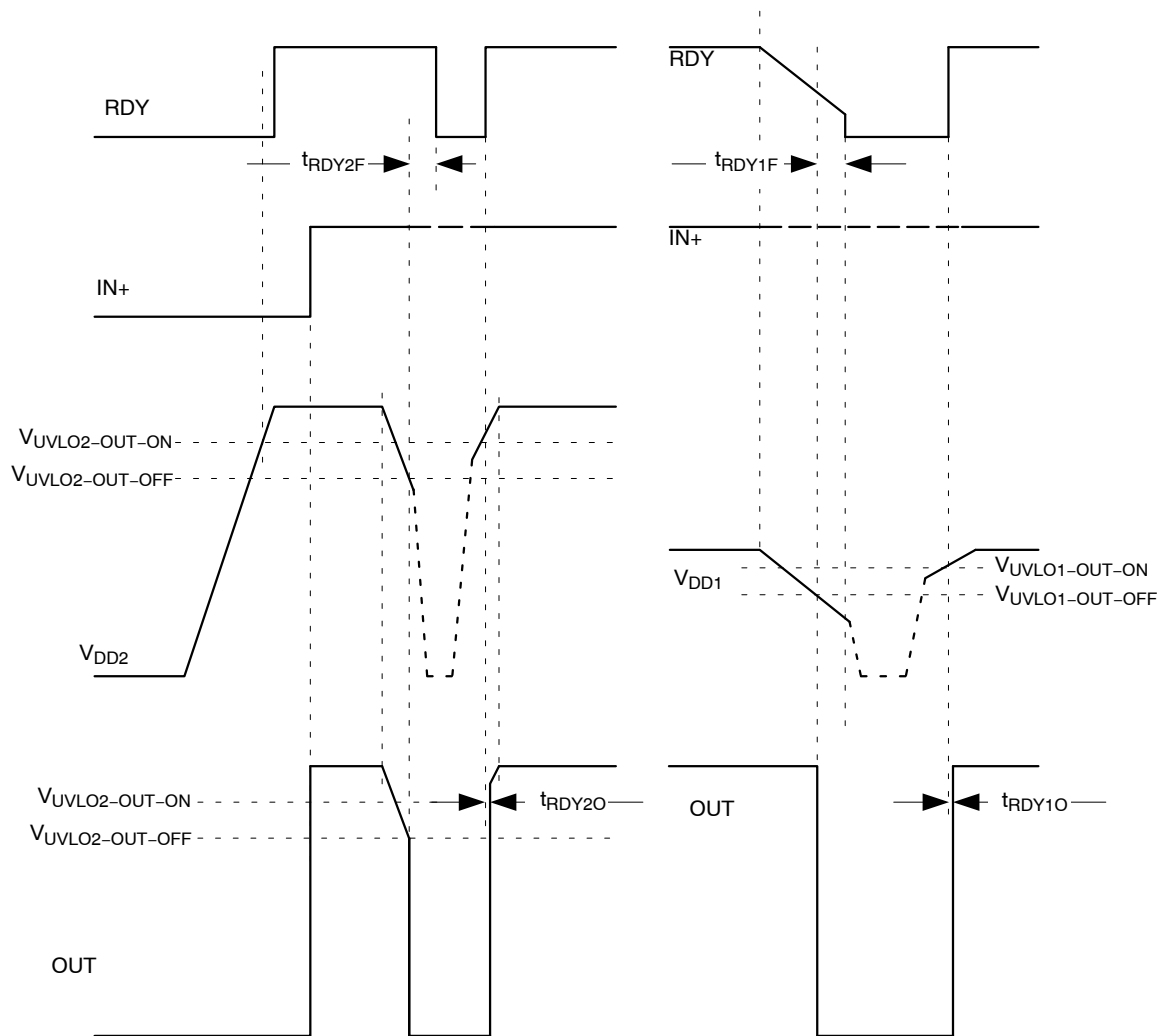 RDY
RDY
tRDY2F
tRDY1F
IN+
IN+
VUVLO2−OUT−ON
VUVLO2−OUT−OFF
VDD2
VDD1
VUVLO1−OUT−ON
VUVLO1−OUT−OFF
VUVLO2−OUT−ON
VUVLO2−OUT−OFF
tRDY2O
OUT
tRDY1O
OUT